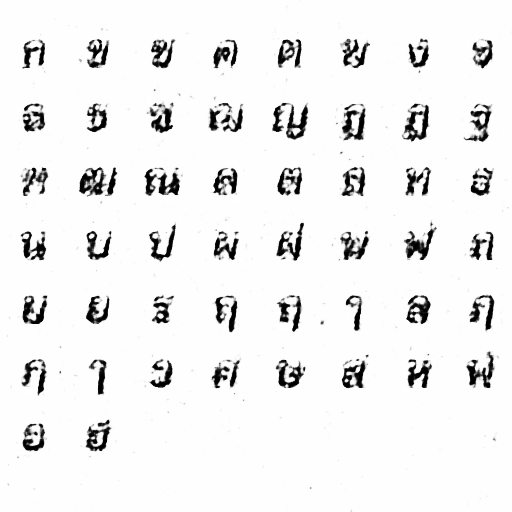 ก ข ฃ ค ฅ ฆ ง จ
ฉ ช ซ ฌ ญ ฎ ฏ ฐ
ฑ ฒ ณ ด ต ถ ท ธ
น บ ป ผ ฝ พ ฟ ภ
ม ย ร ฤ ฤ า ล ฦ
ฦ ว ศ ษ ส ห ฬ
อ ฮ